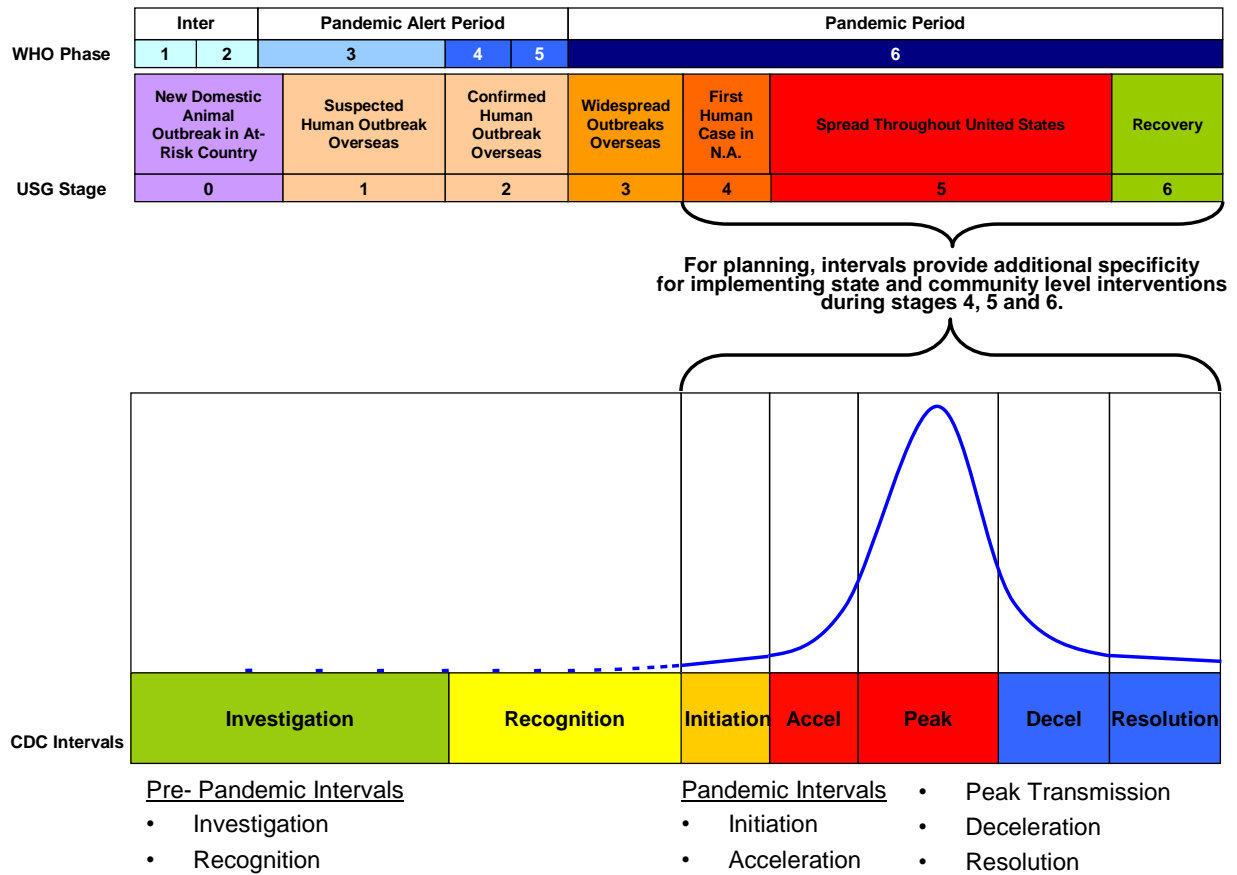 Inter
Pandemic Alert Period
Pandemic Period
WHO Phase
1
2
3
4
5
6
New Domestic
Animal
Outbreak in At-
Risk Country
Suspected
Human Outbreak
Overseas
Confirmed
Human
Outbreak
Overseas
Widespread
Outbreaks
Overseas
First
Human
Case in
N.A.
Spread Throughout United States
Recovery
USG Stage
0
1
2
3
4
5
6
For planning, intervals provide additional specificity
for implementing state and community level interventions
during stages 4, 5 and 6.
CDC Intervals
Investigation
Recognition
Initiation
Accel
Peak
Decel
Resolution
Pre- Pandemic Intervals
• Investigation
• Recognition
Pandemic Intervals
• Initiation
• Acceleration
• Peak Transmission
• Deceleration
• Resolution